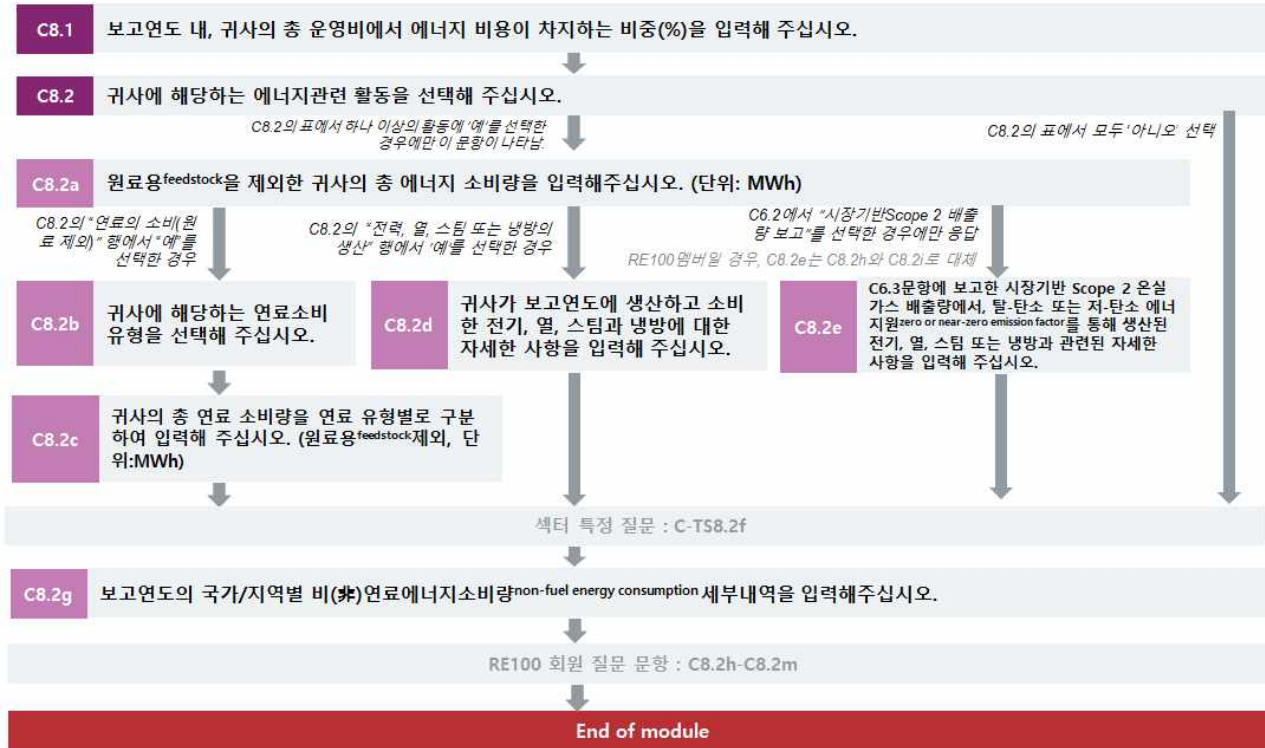 C8.1
보고연도 내, 귀사의 총 운영비에서 에너지 비용이 차지하는 비중(%)을 입력해 주십시오.
C8.2
귀사에 해당하는 에너지관련 활동을 선택해 주십시오.
C8.2의 표에서 하나 이상의 활동에 '예'를 선택한
경우에만 이 문항이 나타남.
C8.2의 표에서 모두 '아니오' 선택
C8.2a
원료용feedstock을 제외한 귀사의 총 에너지 소비량을 입력해주십시오. (단위: MWh)
C8.2의 "연료의 소비(원
료 제외)" 행에서 "예"를
선택한 경우
C8.2의 "전력, 열, 스팀 또는 냉방의
생산" 행에서 '예'를 선택한 경우
C6.2에서 "시장기반Scope 2 배출
량 보고"를 선택한 경우에만 응답
RE100멤버일 경우, C8.2e는 C8.2h와 C8.2i로 대체
C8.2b
귀사에 해당하는 연료소비
유형을 선택해 주십시오.
C8.2d
귀사가 보고연도에 생산하고 소비
한 전기, 열, 스팀과 냉방에 대한
자세한 사항을 입력해 주십시오.
C8.2e
C6.3문항에 보고한 시장기반 Scope 2 온실
가스 배출량에서, 탈-탄소 또는 저-탄소 에너
지원zero or near-zero emission factor를 통해 생산된
전기, 열, 스팀 또는 냉방과 관련된 자세한
사항을 입력해 주십시오.
C8.2c
귀사의 총 연료 소비량을 연료 유형별로 구분
하여 입력해 주십시오. (원료용feedstock제외, 단
위:MWh)
섹터 특정 질문 : C-TS8.2f
C8.2g
보고연도의 국가/지역별 비(非)연료에너지소비량non-fuel energy consumption 세부내역을 입력해주십시오.
RE100 회원 질문 문항 : C8.2h-C8.2m
End of module